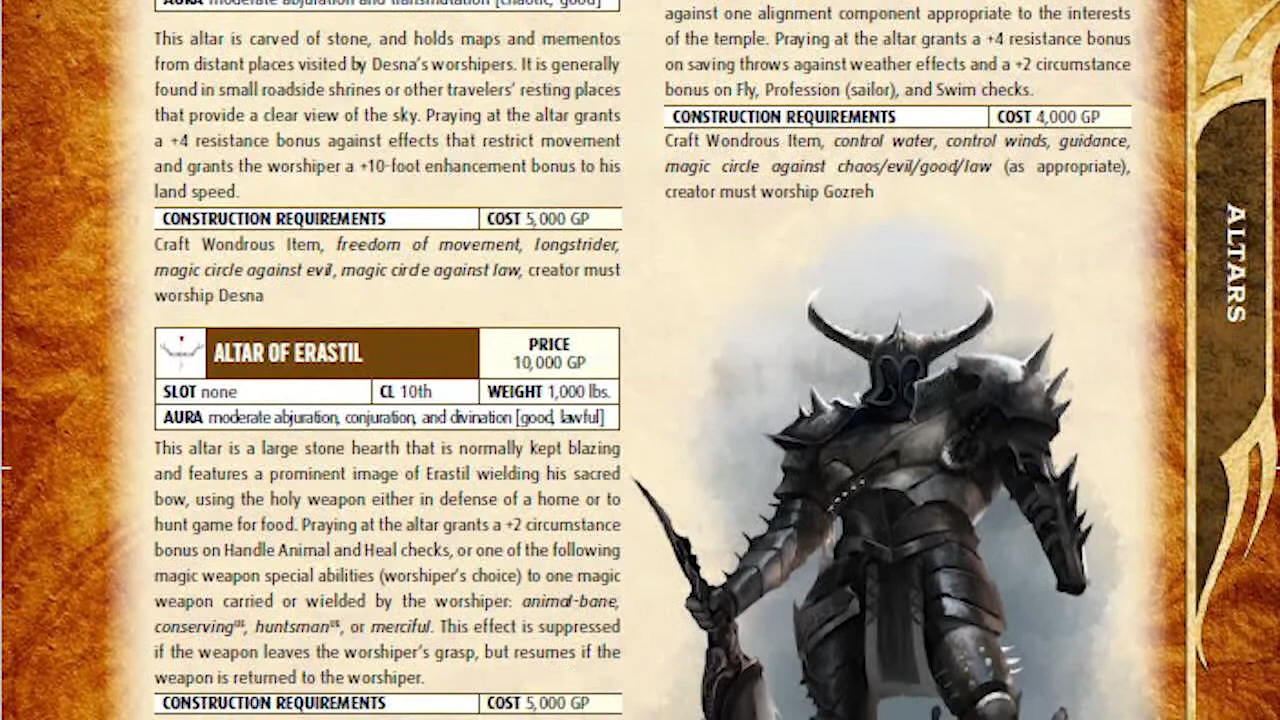 AURA moderate abjuration and transmutation [chaotic, good]
This altar is carved of stone, and holds maps and mementos
from distant places visited by Desna's worshipers. It is generally
found in small roadside shrines or other travelers' resting places
that provide a clear view of the sky. Praying at the altar grants
a +4 resistance bonus against effects that restrict movement
and grants the worshiper a +10-foot enhancement bonus to his
land speed.
CONSTRUCTION REQUIREMENTS COST 5,000 GP
Craft Wondrous Item, freedom of movement, longstrider,
magic circle against evil, magic circle against law, creator must
worship Desna
ALTAR OF ERASTIL
PRICE
10,000 GP
SLOT none CL 10th WEIGHT 1,000 lbs.
AURA moderate abjuration, conjuration, and divination [good, lawful]
This altar is a large stone hearth that is normally kept blazing
and features a prominent image of Erastil wielding his sacred
bow, using the holy weapon either in defense of a home or to
hunt game for food. Praying at the altar grants a +2 circumstance
bonus on Handle Animal and Heal checks, or one of the following
magic weapon special abilities (worshiper's choice) to one magic
weapon carried or wielded by the worshiper: animal-bane,
conserving, huntsman, or merciful. This effect is suppressed
if the weapon leaves the worshiper's grasp, but resumes if the
weapon is returned to the worshiper.
CONSTRUCTION REQUIREMENTS COST 5,000 GP
against one alignment component appropriate to the interests
of the temple. Praying at the altar grants a +4 resistance bonus
on saving throws against weather effects and a +2 circumstance
bonus on Fly, Profession (sailor), and Swim checks.
CONSTRUCTION REQUIREMENTS COST 4,000 GP
Craft Wondrous Item, control water, control winds, guidance,
magic circle against chaos/evil/good/law (as appropriate),
creator must worship Gozreh
ALTARS